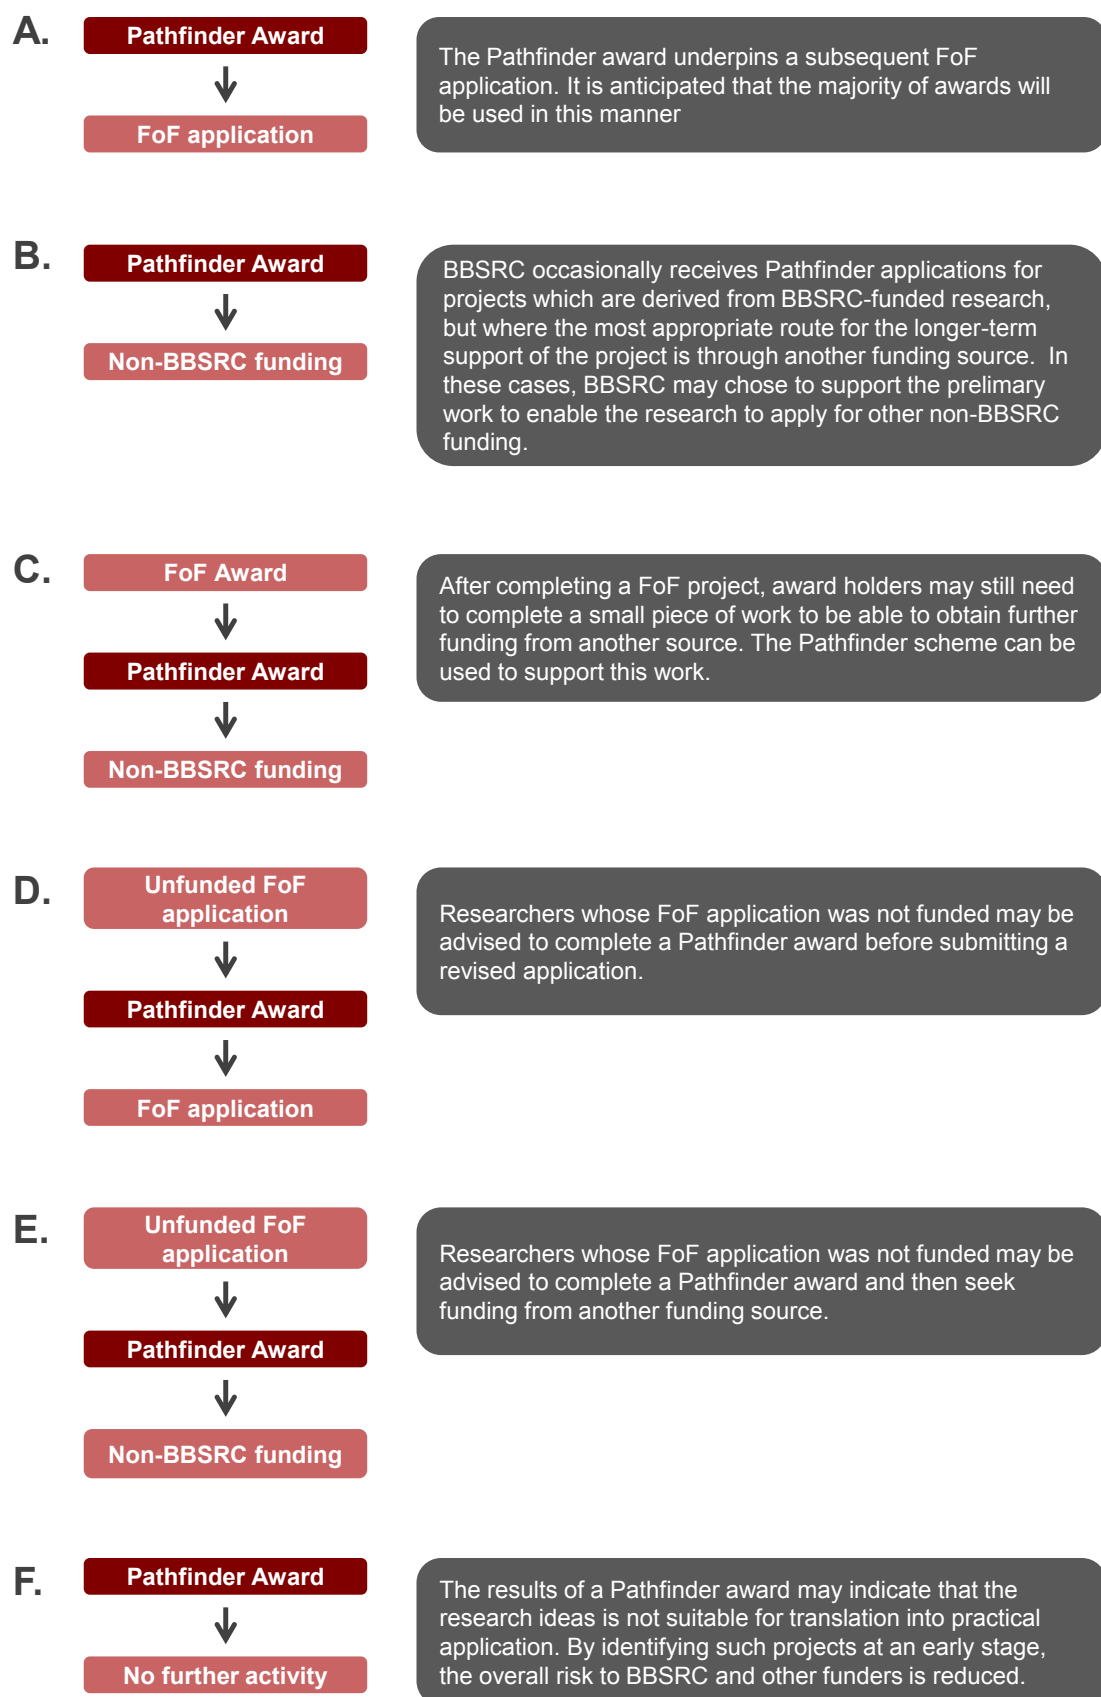 A.
Pathfinder Award
FoF application
The Pathfinder award underpins a subsequent FoF
application. It is anticipated that the majority of awards will
be used in this manner
B.
Pathfinder Award
Non-BBSRC funding
BBSRC occasionally receives Pathfinder applications for
projects which are derived from BBSRC-funded research,
but where the most appropriate route for the longer-term
support of the project is through another funding source.  In
these cases, BBSRC may chose to support the prelimary
work to enable the research to apply for other non-BBSRC
funding.
C.
FoF Award
Pathfinder Award
Non-BBSRC funding
After completing a FoF project, award holders may still need
to complete a small piece of work to be able to obtain further
funding from another source. The Pathfinder scheme can be
used to support this work.
D.
Unfunded FoF
application
Pathfinder Award
FoF application
Researchers whose FoF application was not funded may be
advised to complete a Pathfinder award before submitting a
revised application.
E.
Unfunded FoF
application
Pathfinder Award
Non-BBSRC funding
Researchers whose FoF application was not funded may be
advised to complete a Pathfinder award and then seek
funding from another funding source.
F.
Pathfinder Award
No further activity
The results of a Pathfinder award may indicate that the
research ideas is not suitable for translation into practical
application. By identifying such projects at an early stage,
the overall risk to BBSRC and other funders is reduced.